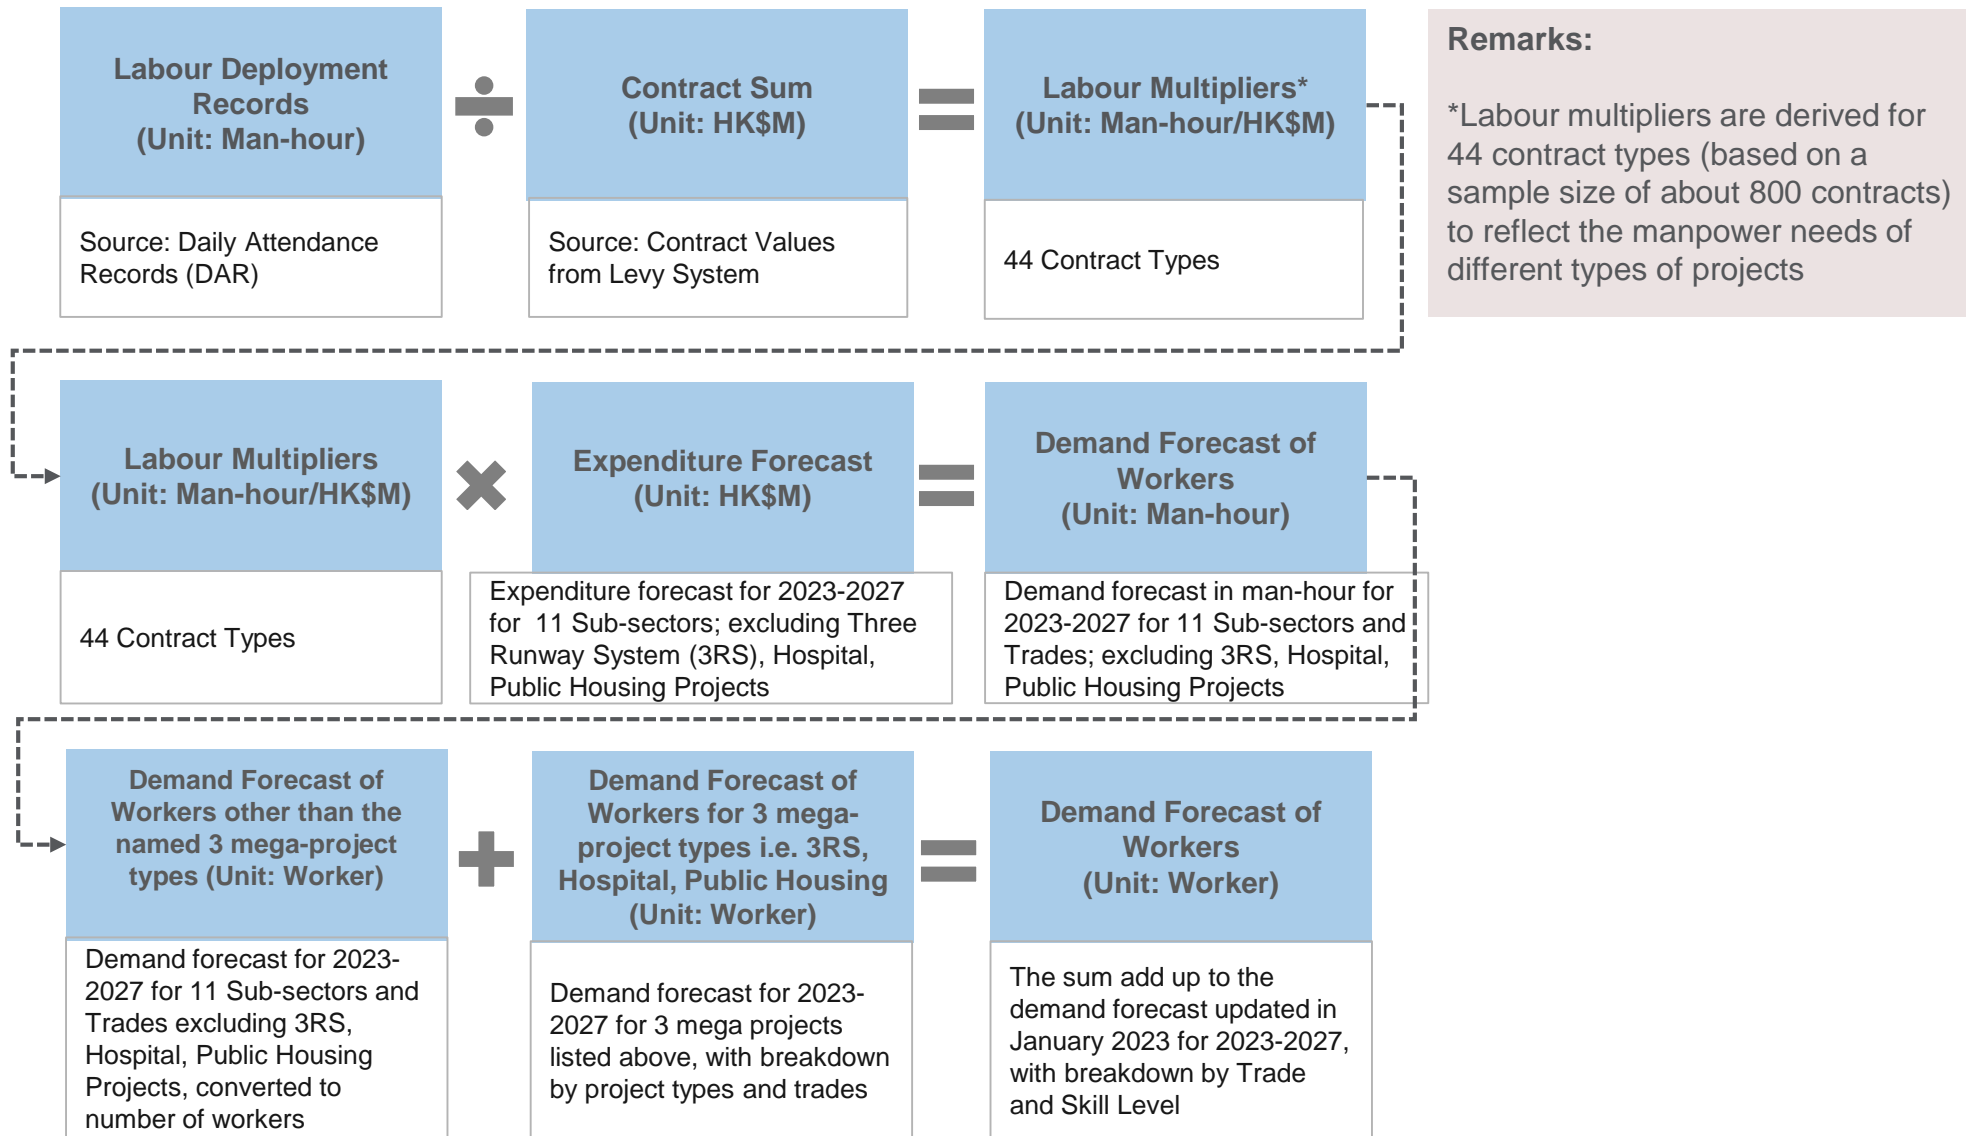 Labour Deployment
Records
(Unit: Man-hour)
Source: Daily Attendance
Records (DAR)
Contract Sum
(Unit: HK$M)
Source: Contract Values
from Levy System
Labour Multipliers*
(Unit: Man-hour/HK$M)
44 Contract Types
Remarks:
*Labour multipliers are derived for
44 contract types (based on a
sample size of about 800 contracts)
to reflect the manpower needs of
different types of projects
Labour Multipliers
(Unit: Man-hour/HK$M)
44 Contract Types
Expenditure Forecast
(Unit: HK$M)
Expenditure forecast for 2023-2027
for 11 Sub-sectors; excluding Three
Runway System (3RS), Hospital,
Public Housing Projects
Demand Forecast of
Workers
(Unit: Man-hour)
Demand forecast in man-hour for
2023-2027 for 11 Sub-sectors and
Trades; excluding 3RS, Hospital,
Public Housing Projects
Demand Forecast of
Workers other than the
named 3 mega-project
types (Unit: Worker)
Demand forecast for 2023-
2027 for 11 Sub-sectors and
Trades excluding 3RS,
Hospital, Public Housing
Projects, converted to
number of workers
Demand Forecast of
Workers for 3 mega-
project types i.e. 3RS,
Hospital, Public Housing
(Unit: Worker)
Demand forecast for 2023-
2027 for 3 mega projects
listed above, with breakdown
by project types and trades
Demand Forecast of
Workers
(Unit: Worker)
The sum add up to the
demand forecast updated in
January 2023 for 2023-2027,
with breakdown by Trade
and Skill Level